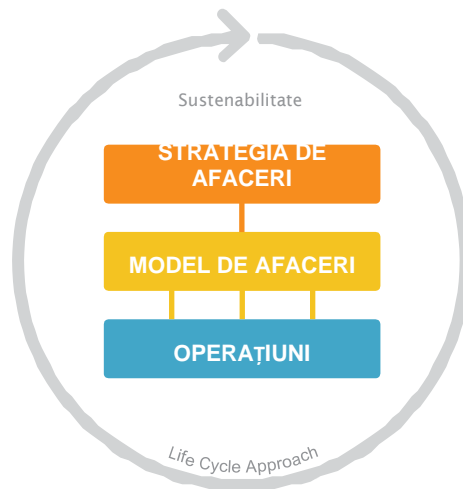 Sustenabilitate
STRATEGIA DE
AFACERI
MODEL DE AFACERI
OPERAȚIUNI
Life Cycle Approach